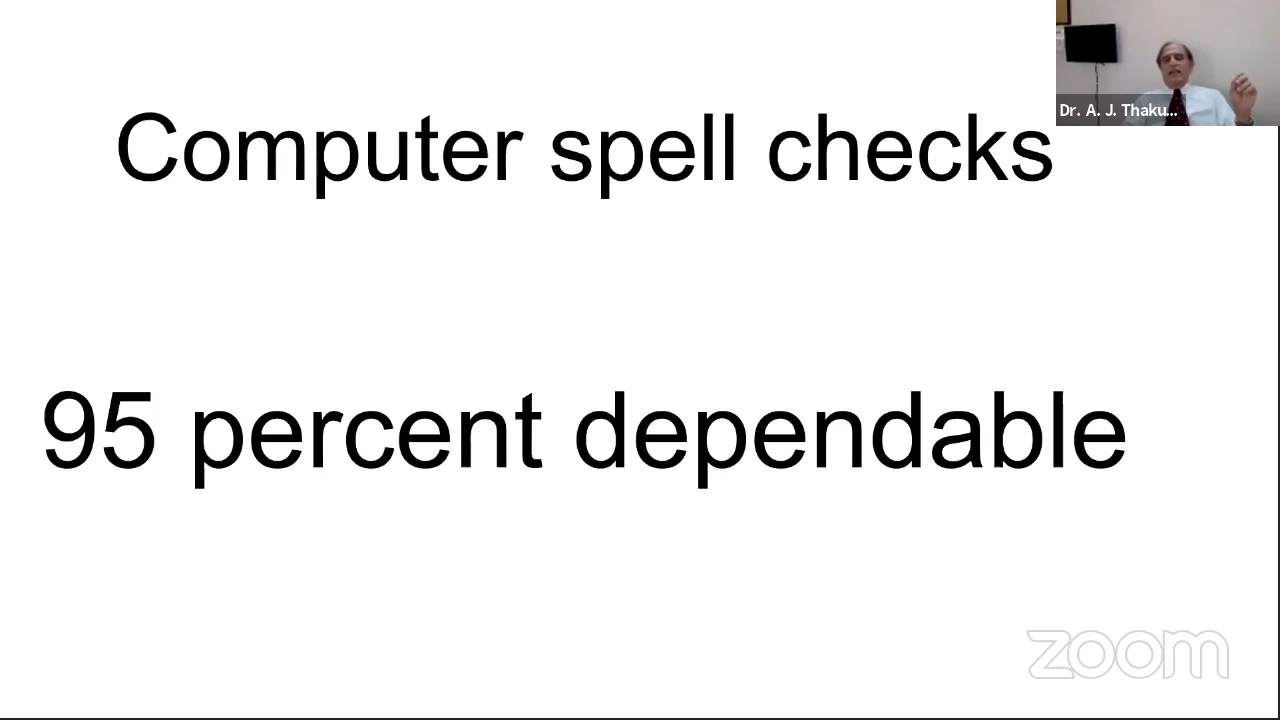 Computer spell checks
Dr. A. J. Thaku...
95 percent dependable
zoom